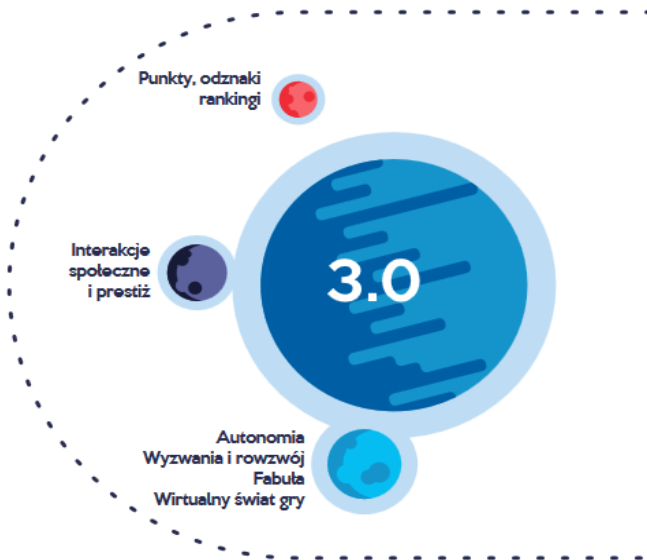 Punkty, odznaki
rankingi
Interakcje
społeczne
i prestiż
3.0
Autonomia
Wyzwania i rowzwój
Fabuła
Wirtualny świat gry